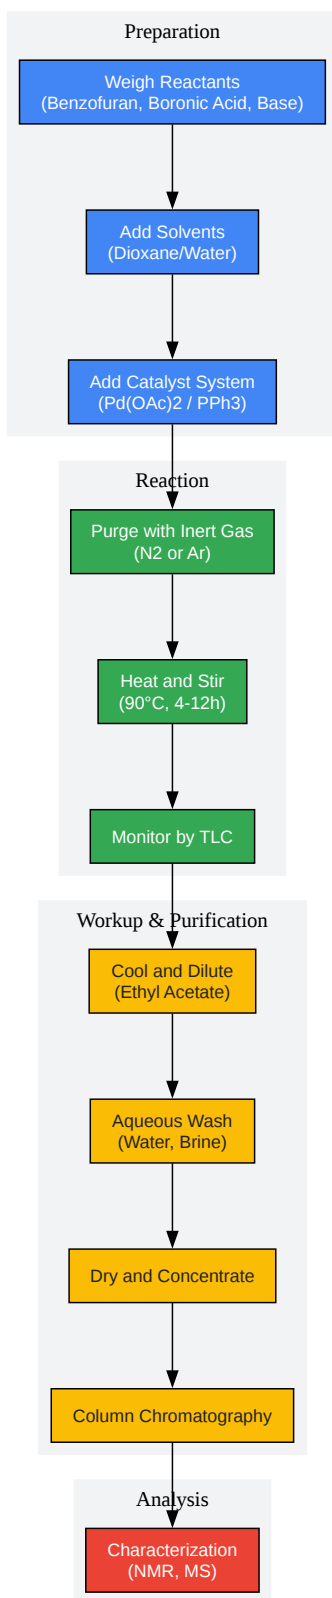 Preparation
Weigh Reactants
(Benzofuran, Boronic Acid, Base)
Add Solvents
(Dioxane/Water)
Add Catalyst System
(Pd(OAc)2 / PPh3)
Reaction
Purge with Inert Gas
(N2 or Ar)
Heat and Stir
(90°C, 4-12h)
Monitor by TLC
Workup & Purification
Cool and Dilute
(Ethyl Acetate)
Aqueous Wash
(Water, Brine)
Dry and Concentrate
Column Chromatography
Analysis
Characterization
(NMR, MS)